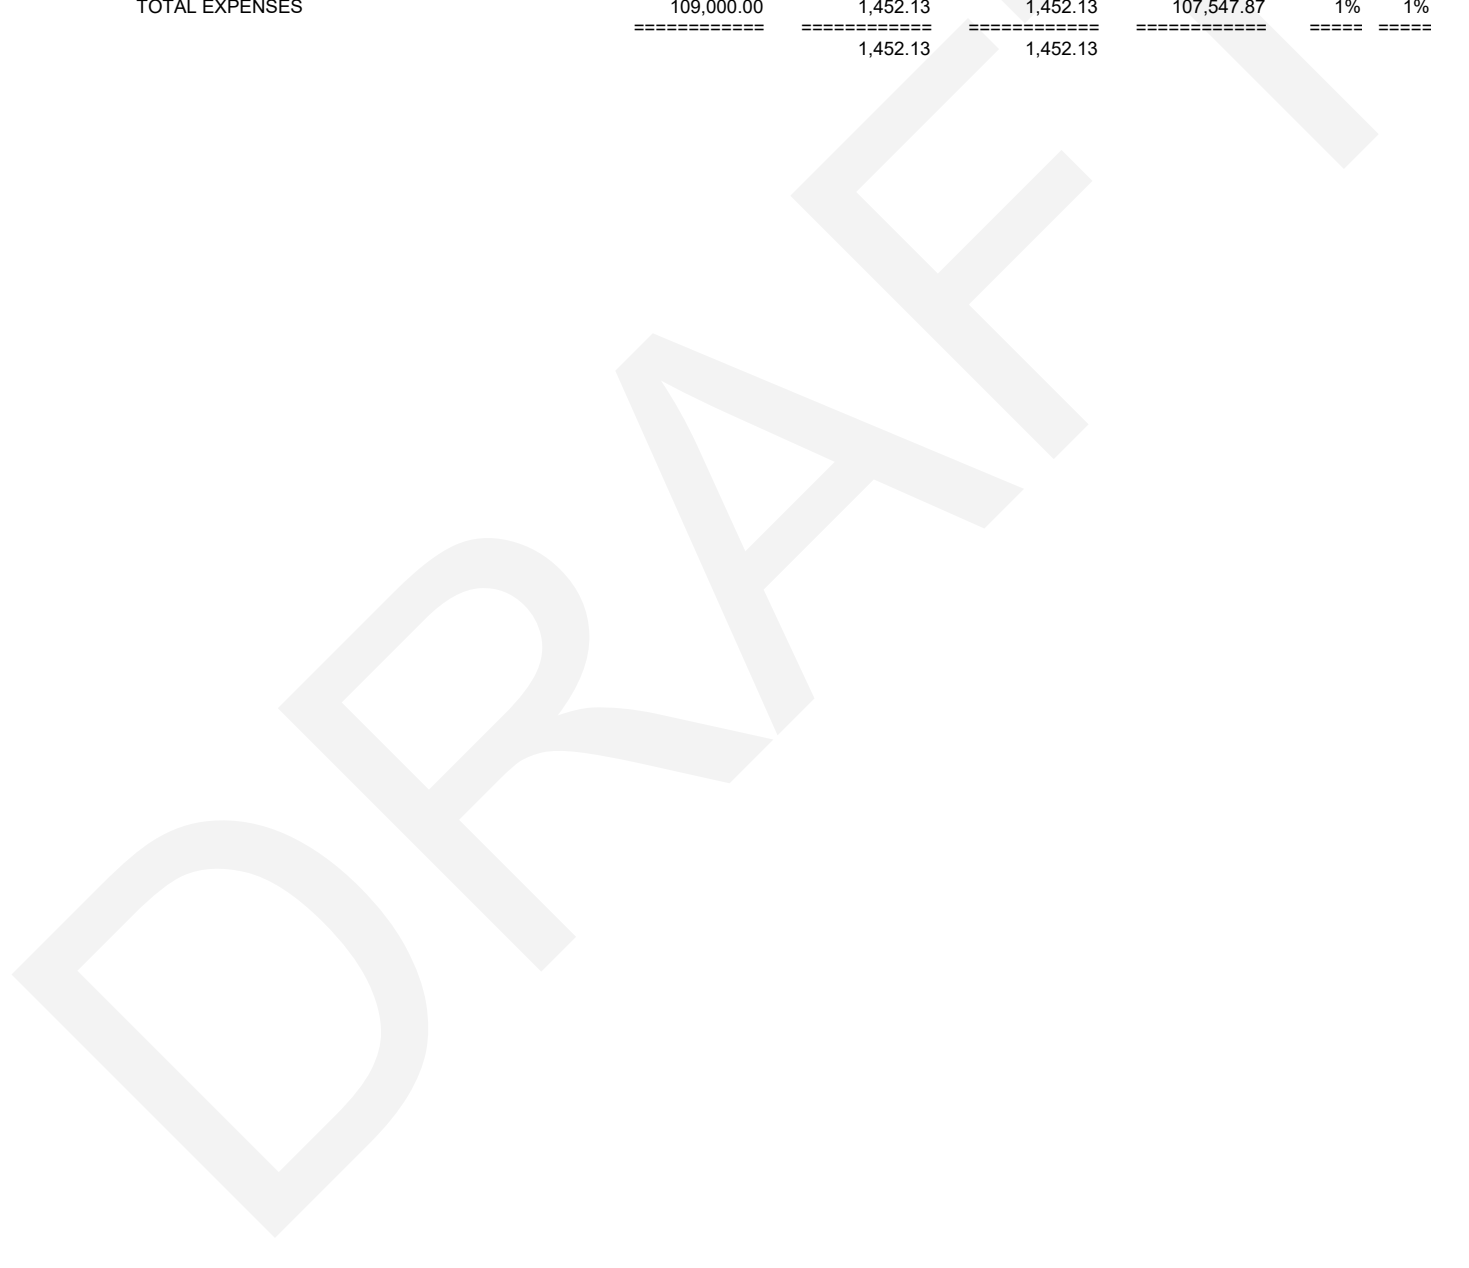 TOTAL EXPENSES 109,000.00 1,452.13 1,452.13 107,547.87 1% 1%
============ ============ ============ ============ ===== =====
1,452.13 1,452.13
DRAFT